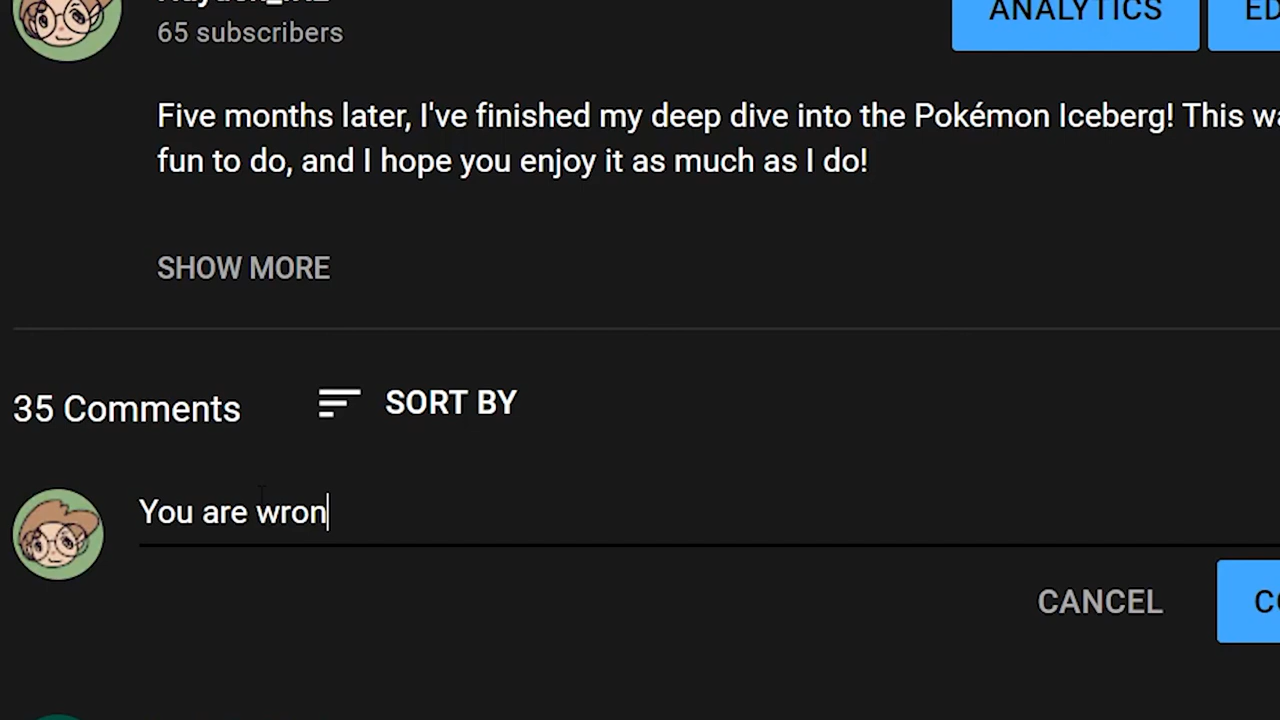 65 subscribers
ANALYTICS
Five months later, I've finished my deep dive into the Pokémon Iceberg! This
fun to do, and I hope you enjoy it as much as I do!
SHOW MORE
35 Comments
SORT BY
You are wron
CANCEL